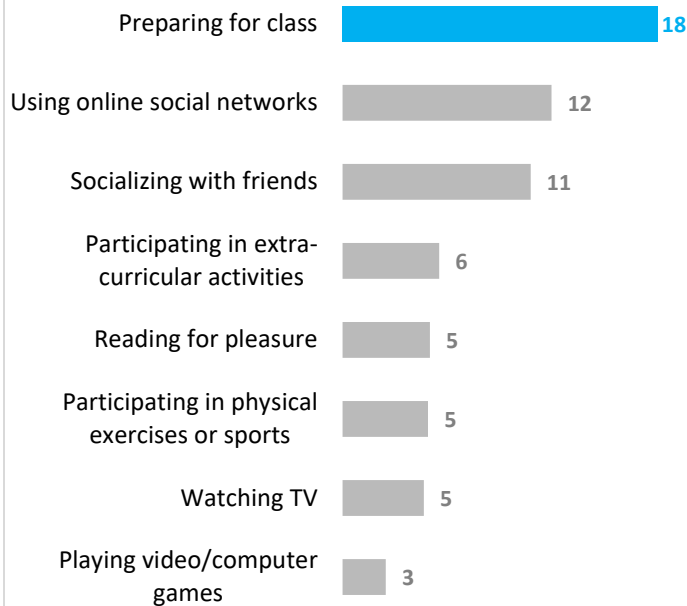 Preparing for class 18
Using online social networks 12
Socializing with friends 11
Participating in extra-
curricular activities 6
Reading for pleasure 5
Participating in physical
exercises or sports 5
Watching TV 5
Playing video/computer
games 3